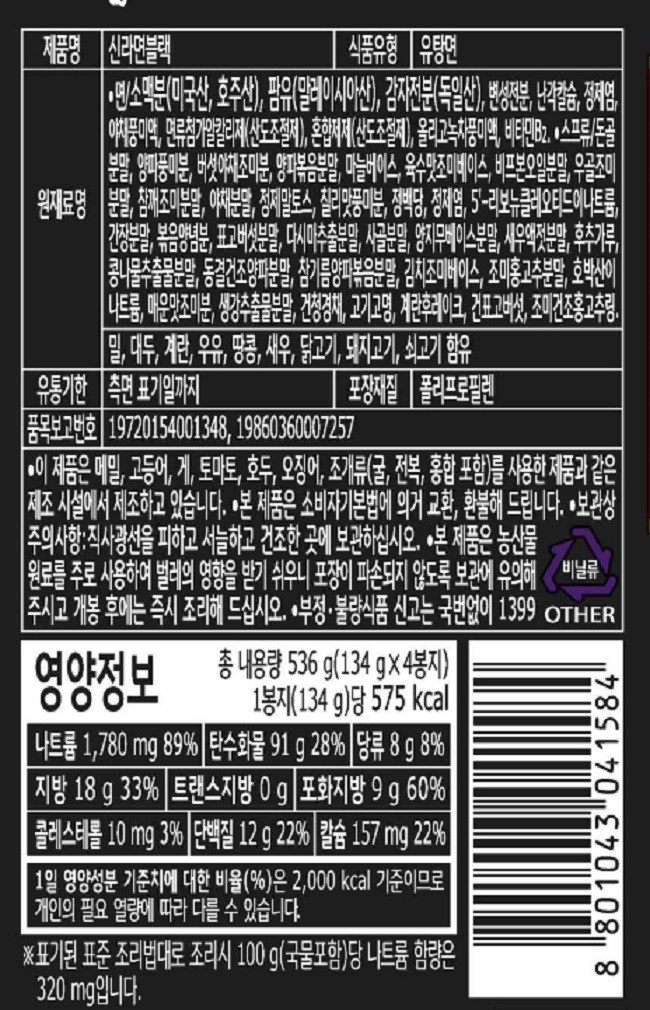 제품명 신라면블랙 식품유형 유탕면
원재료명
•면/소맥분(미국산, 호주산), 팜유(말레이시아산), 감자전분(독일산), 변성전분, 난각칼슘, 정제염,
야채풍미액, 면류첨가알칼리제(산도조절제), 혼합제제(산도조절제), 올리고녹차풍미액, 비타민B₂. •스프류/돈골
분말, 양파풍미분, 버섯야채조미분, 양파볶음분말, 마늘베이스, 육수맛조미베이스, 비프본오일분말, 우골조미
분말, 참깨조미분말, 야채분말, 정제말토스, 칠리맛풍미분, 정백당, 정제염, 5'-리보뉴클레오티드이나트륨,
간장분말, 볶음양념분, 표고버섯분말, 다시마추출분말, 사골분말, 양지무베이스분말, 새우액젓분말, 후추가루,
콩나물추출물분말, 동결건조양파분말, 참기름양파볶음분말, 김치조미베이스, 조미홍고추분말, 호박산이
나트륨, 매운맛조미분, 생강추출물분말, 건청경채, 고기고명, 계란후레이크, 건표고버섯, 조미건조홍고추링.
밀, 대두, 계란, 우유, 땅콩, 새우, 닭고기, 돼지고기, 쇠고기 함유
유통기한 측면 표기일까지 포장재질 폴리프로필렌
품목보고번호 19720154001348, 19860360007257
•이 제품은 메밀, 고등어, 게, 토마토, 호두, 오징어, 조개류(굴, 전복, 홍합 포함)를 사용한 제품과 같은
제조 시설에서 제조하고 있습니다. •본 제품은 소비자기본법에 의거 교환, 환불해 드립니다. •보관상
주의사항:직사광선을 피하고 서늘하고 건조한 곳에 보관하십시오. •본 제품은 농산물
원료를 주로 사용하여 벌레의 영향을 받기 쉬우니 포장이 파손되지 않도록 보관에 유의해
주시고 개봉 후에는 즉시 조리해 드십시오. •부정·불량식품 신고는 국번없이 1399
비닐류
OTHER
영양정보
총 내용량 536 g(134 g×4봉지)
1봉지(134 g)당 575 kcal
나트륨 1,780 mg 89% 탄수화물 91 g 28% 당류 8 g 8%
지방 18 g 33% 트랜스지방 0 g 포화지방 9 g 60%
콜레스테롤 10 mg 3% 단백질 12 g 22% 칼슘 157 mg 22%
1일 영양성분 기준치에 대한 비율(%)은 2,000 kcal 기준이므로
개인의 필요 열량에 따라 다를 수 있습니다.
※표기된 표준 조리법대로 조리시 100 g(국물포함)당 나트륨 함량은
320 mg입니다.
8 801043 041584